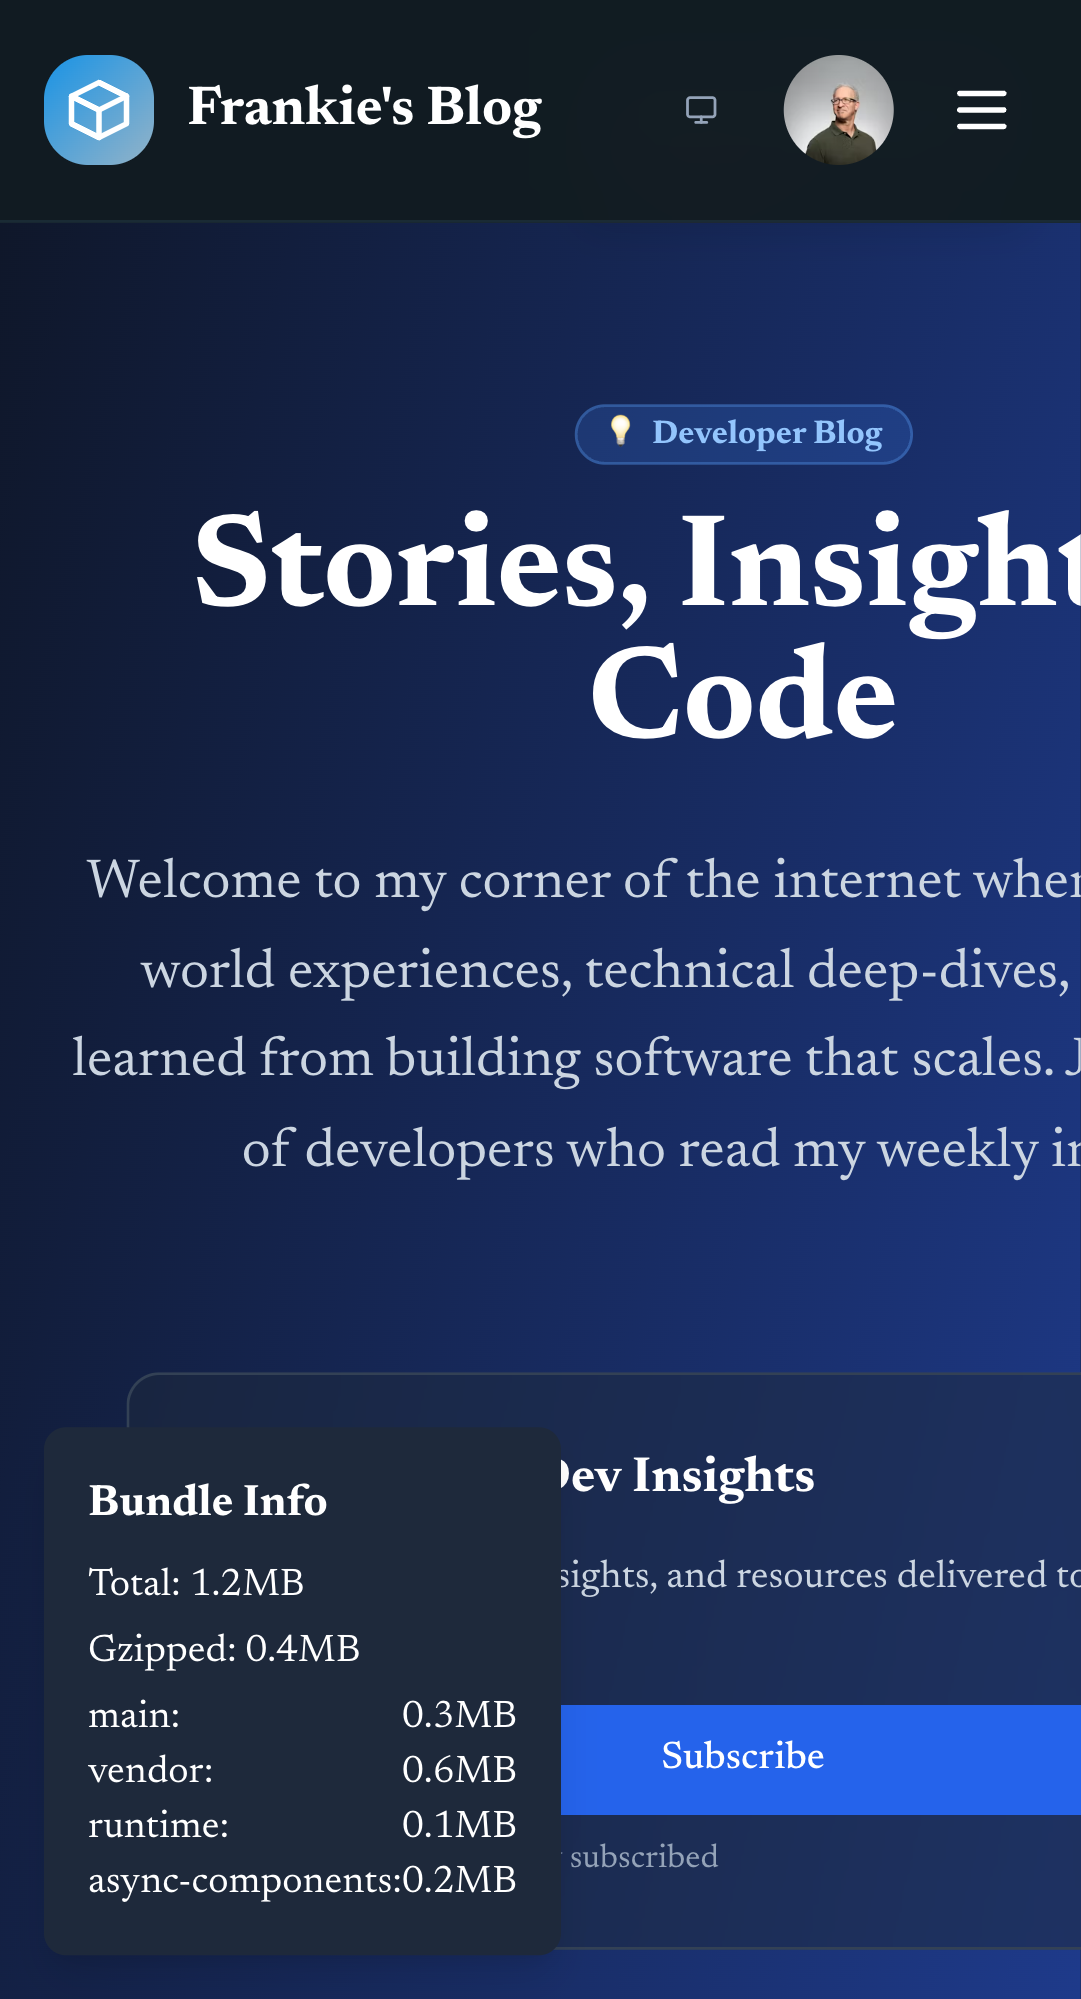 Frankie's Blog
Developer Blog
Stories, Insight
Code
Welcome to my corner of the internet
world experiences, technical deep-dives,
learned from building software that scales.
of developers who read my weekly
Dev Insights
and resources delivered to
Subscribe
subscribed
Bundle Info
Total: 1.2MB
Gzipped: 0.4MB
main: 0.3MB
vendor: 0.6MB
runtime: 0.1MB
async-components:0.2MB